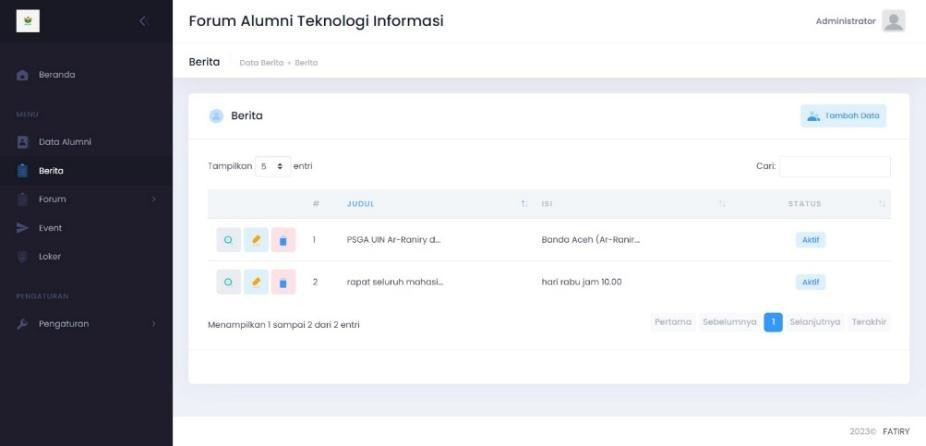 Forum Alumni Teknologi Informasi
Administrator
Beranda
MENU
Data Alumni
Berita
Forum
Event
Loker
PENGATURAN
Pengaturan
Berita
Data Berita • Berita
Berita
Tambah Data
Tampilkan 5 entri
Cari:
# JUDUL ISI STATUS
1 PSGA UIN Ar-Raniry d... Banda Aceh (Ar-Ranir... Aktif
2 rapat seluruh mahasi... hari rabu jam 10.00 Aktif
Menampilkan 1 sampai 2 dari 2 entri
Pertama Sebelumnya 1 Selanjutnya Terakhir
2023© FATIRY